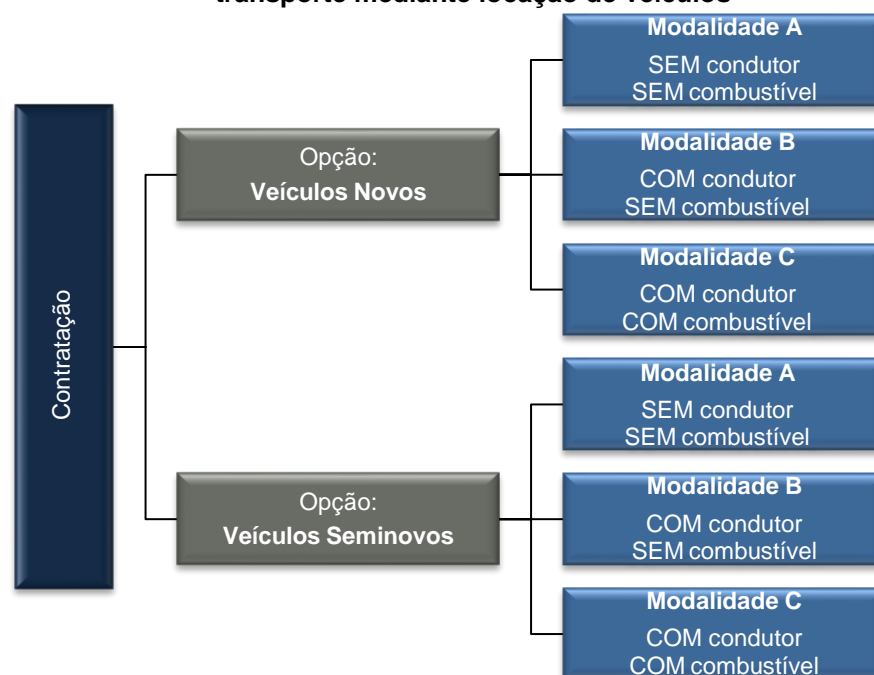 transporte mediante locação de veículos
Contratação
Opção:
Veículos Novos
Modalidade A
SEM condutor
SEM combustível
Modalidade B
COM condutor
SEM combustível
Modalidade C
COM condutor
COM combustível
Opção:
Veículos Seminovos
Modalidade A
SEM condutor
SEM combustível
Modalidade B
COM condutor
SEM combustível
Modalidade C
COM condutor
COM combustível